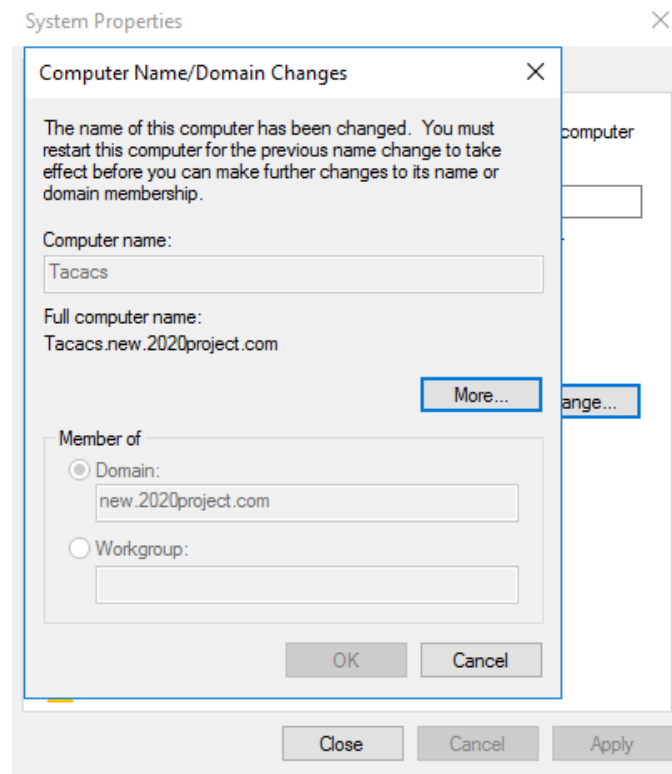 System Properties
Computer Name/Domain Changes
The name of this computer has been changed. You must
restart this computer for the previous name change to take
effect before you can make further changes to its name or
domain membership.
computer
Computer name:
Tacacs
Full computer name:
Tacacs.new.2020project.com
More...
ange...
Member of
Domain:
new.2020project.com
Workgroup:
OK
Cancel
Close
Cancel
Apply